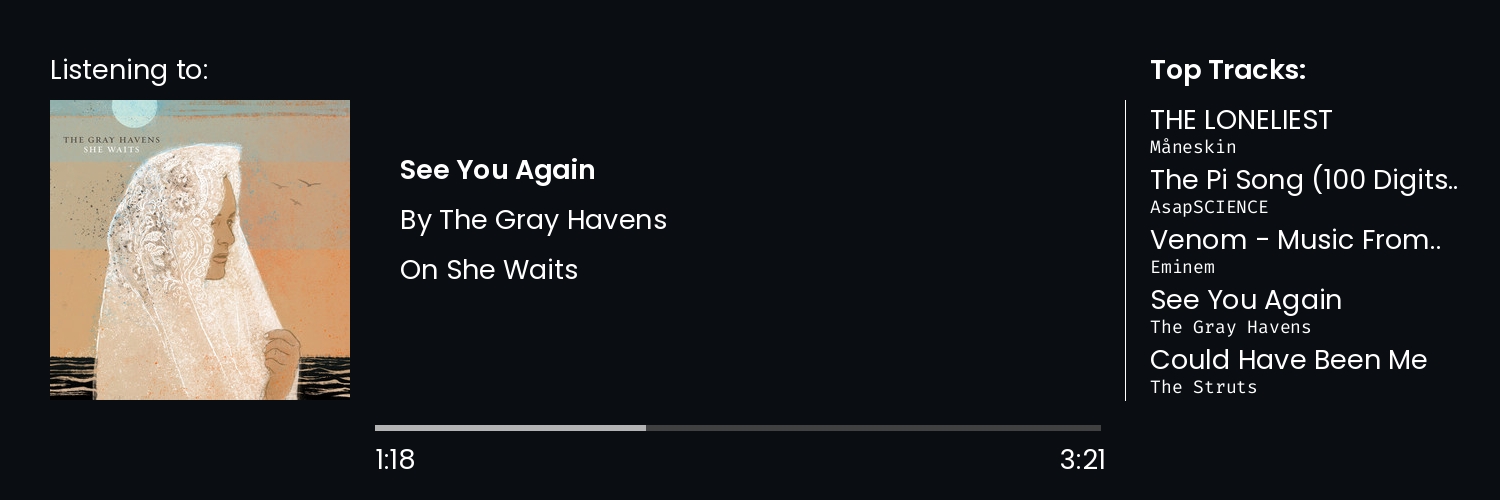 Listening to:
THE GRAY HAVENS
SHE WAITS
See You Again
By The Gray Havens
On She Waits
1:18
3:21
Top Tracks:
THE LONELIEST
Måneskin
The Pi Song (100 Digits..
AsapSCIENCE
Venom - Music From..
Eminem
See You Again
The Gray Havens
Could Have Been Me
The Struts